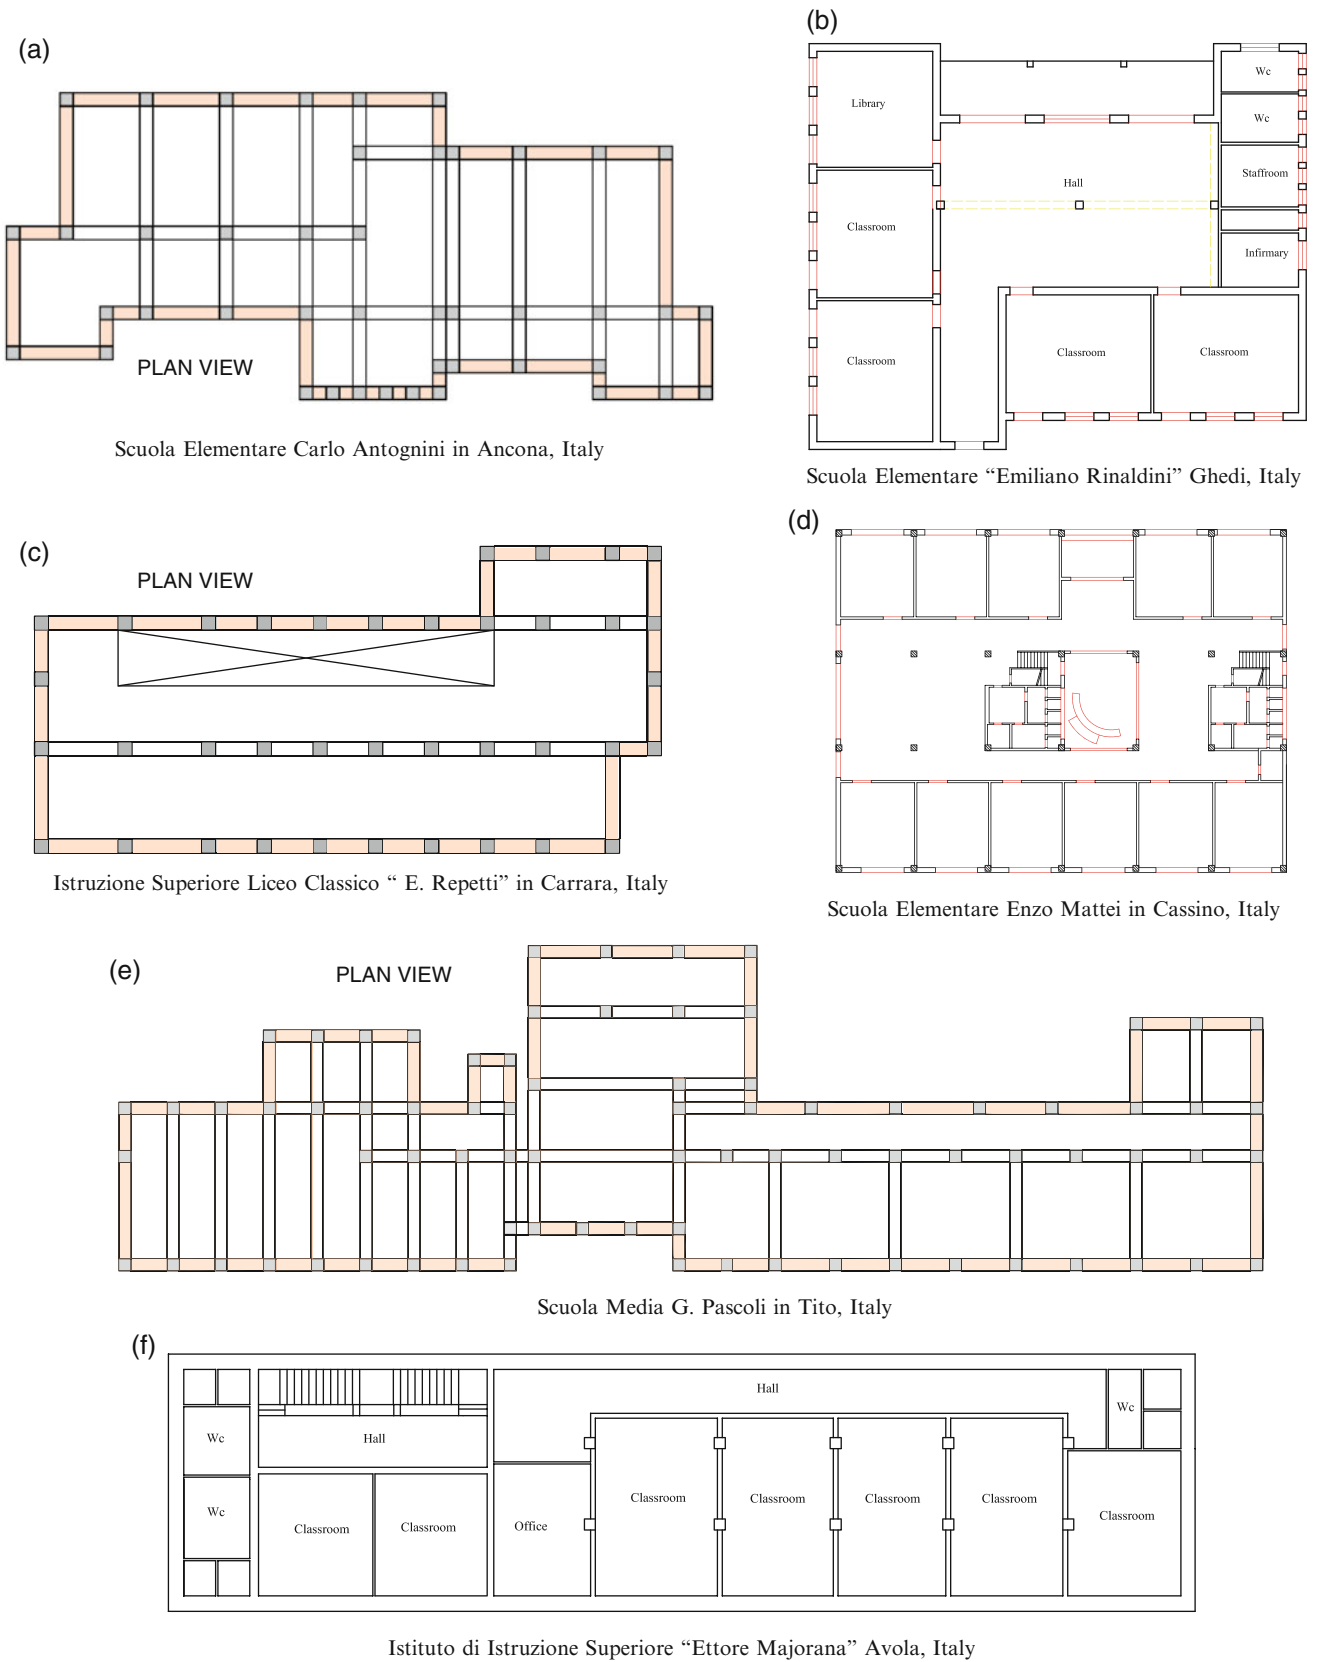 (a)
PLAN VIEW
Scuola Elementare Carlo Antognini in Ancona, Italy
(b)
Library
Classroom
Classroom
Hall
Wc
Wc
Staffroom
Infirmary
Classroom
Classroom
Scuola Elementare “Emiliano Rinaldini” Ghedi, Italy
(c)
PLAN VIEW
Istruzione Superiore Liceo Classico “ E. Repetti” in Carrara, Italy
(d)
Scuola Elementare Enzo Mattei in Cassino, Italy
(e)
PLAN VIEW
Scuola Media G. Pascoli in Tito, Italy
(f)
Wc
Wc
Hall
Classroom
Classroom
Hall
Office
Classroom
Classroom
Classroom
Classroom
Wc
Classroom
Istituto di Istruzione Superiore “Ettore Majorana” Avola, Italy